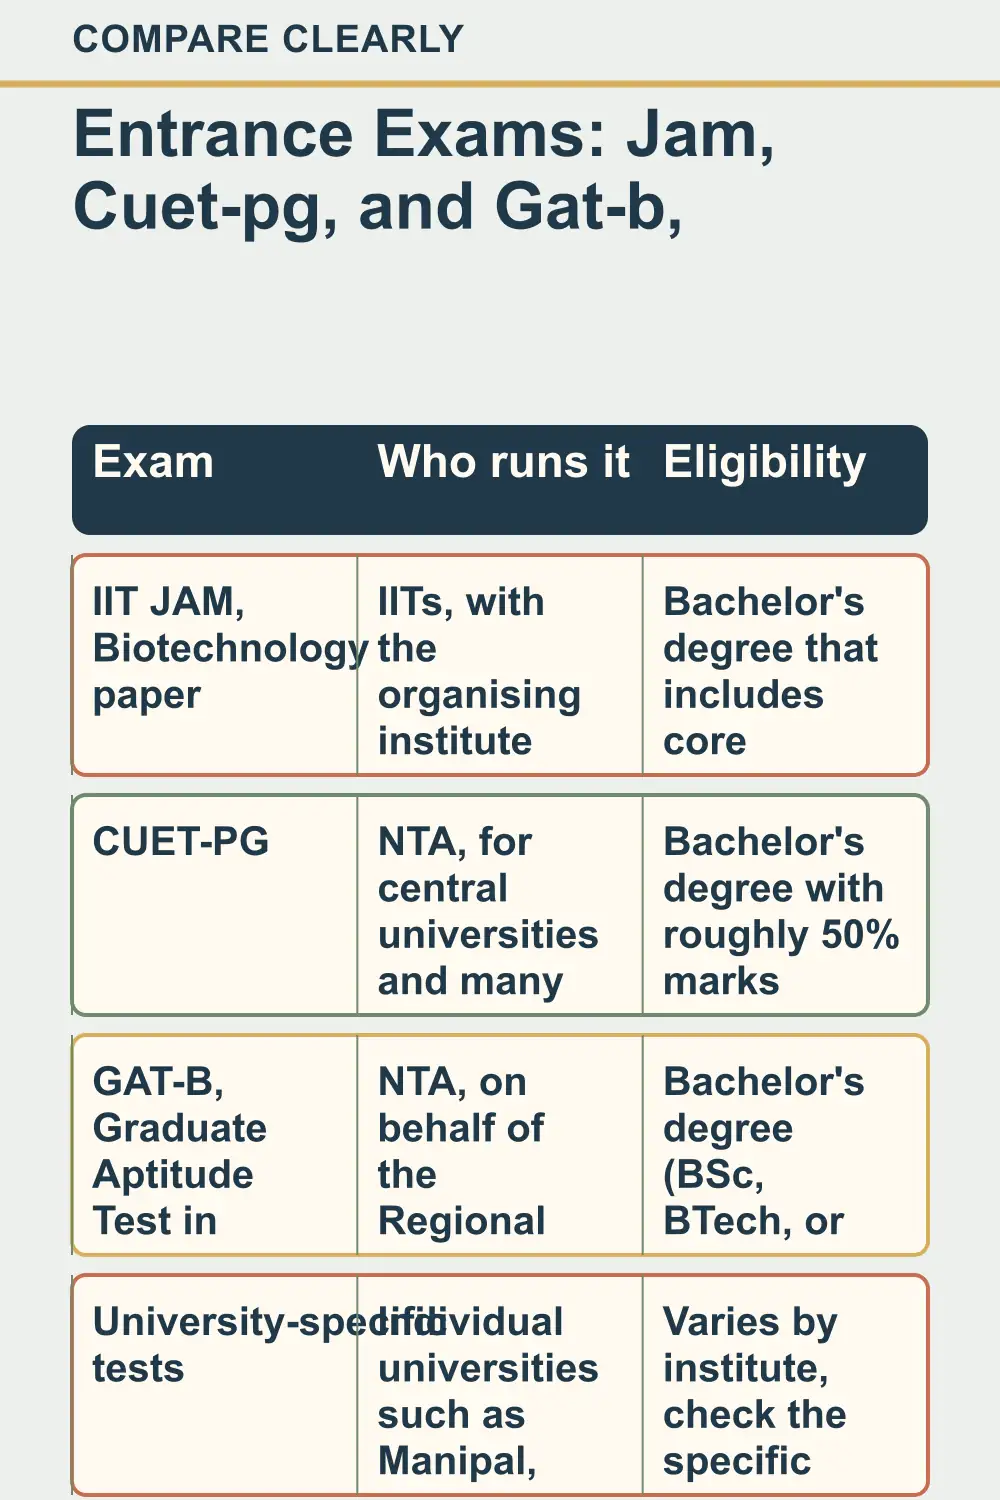 COMPARE CLEARLY
Entrance Exams: Jam,
Cuet-pg, and Gat-b,
Exam
Who runs it
Eligibility
IIT JAM,
Biotechnology
paper
IITs, with
the
organising
institute
Bachelor's
degree that
includes
core
CUET-PG
NTA, for
central
universities
and many
Bachelor's
degree with
roughly 50%
marks
GAT-B,
Graduate
Aptitude
Test in
NTA, on
behalf of
the
Regional
Bachelor's
degree
(BSc,
BTech, or
University-specific
tests
Individual
universities
such as
Manipal,
Varies by
institute,
check the
specific